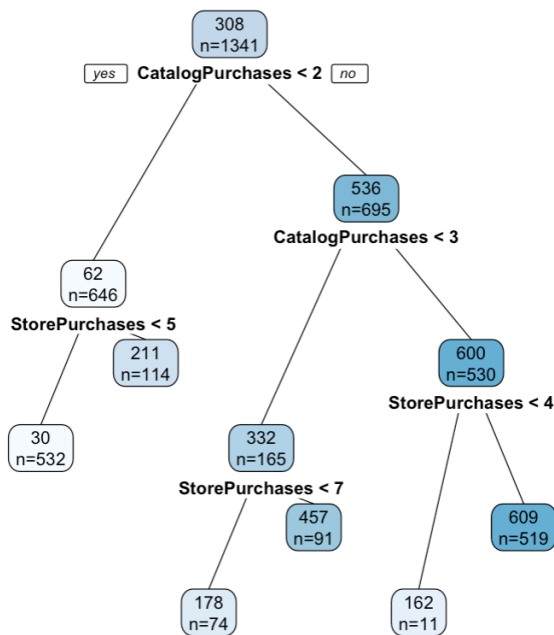 308
n=1341
yes CatalogPurchases < 2 no
536
n=695
CatalogPurchases < 3
62
n=646
StorePurchases < 5
211
n=114
600
n=530
StorePurchases < 4
30
n=532
332
n=165
StorePurchases < 7
457
n=91
609
n=519
178
n=74
162
n=11